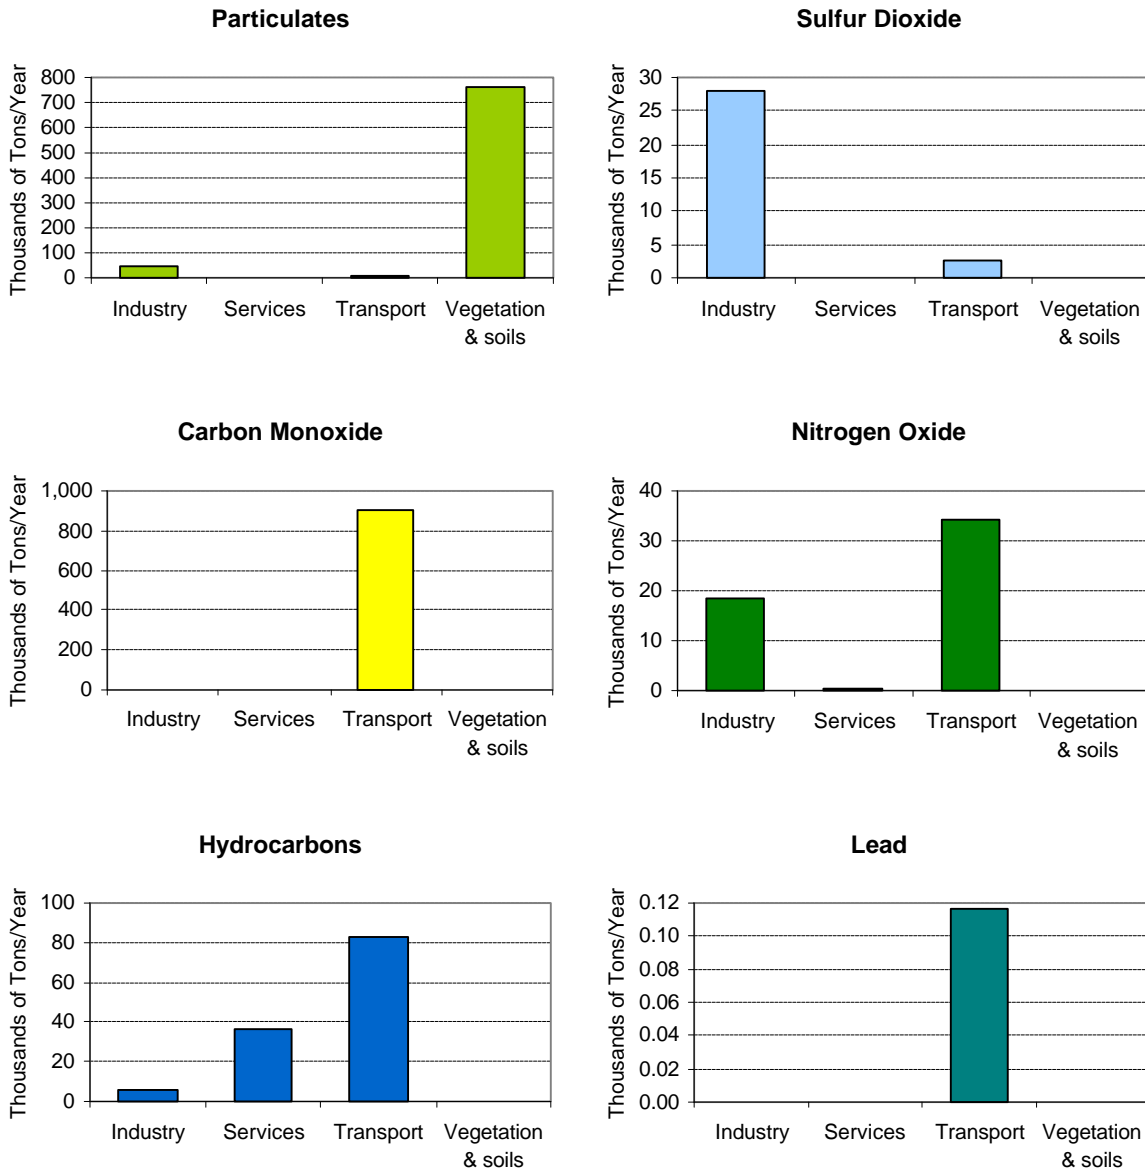 Particulates
Thousands of Tons/Year
800
700
600
500
400
300
200
100
0
Industry Services Transport Vegetation
& soils
Sulfur Dioxide
Thousands of Tons/Year
30
25
20
15
10
5
0
Industry Services Transport Vegetation
& soils
Carbon Monoxide
Thousands of Tons/Year
1,000
800
600
400
200
0
Industry Services Transport Vegetation
& soils
Nitrogen Oxide
Thousands of Tons/Year
40
30
20
10
0
Industry Services Transport Vegetation
& soils
Hydrocarbons
Thousands of Tons/Year
100
80
60
40
20
0
Industry Services Transport Vegetation
& soils
Lead
Thousands of Tons/Year
0.12
0.10
0.08
0.06
0.04
0.02
0.00
Industry Services Transport Vegetation
& soils